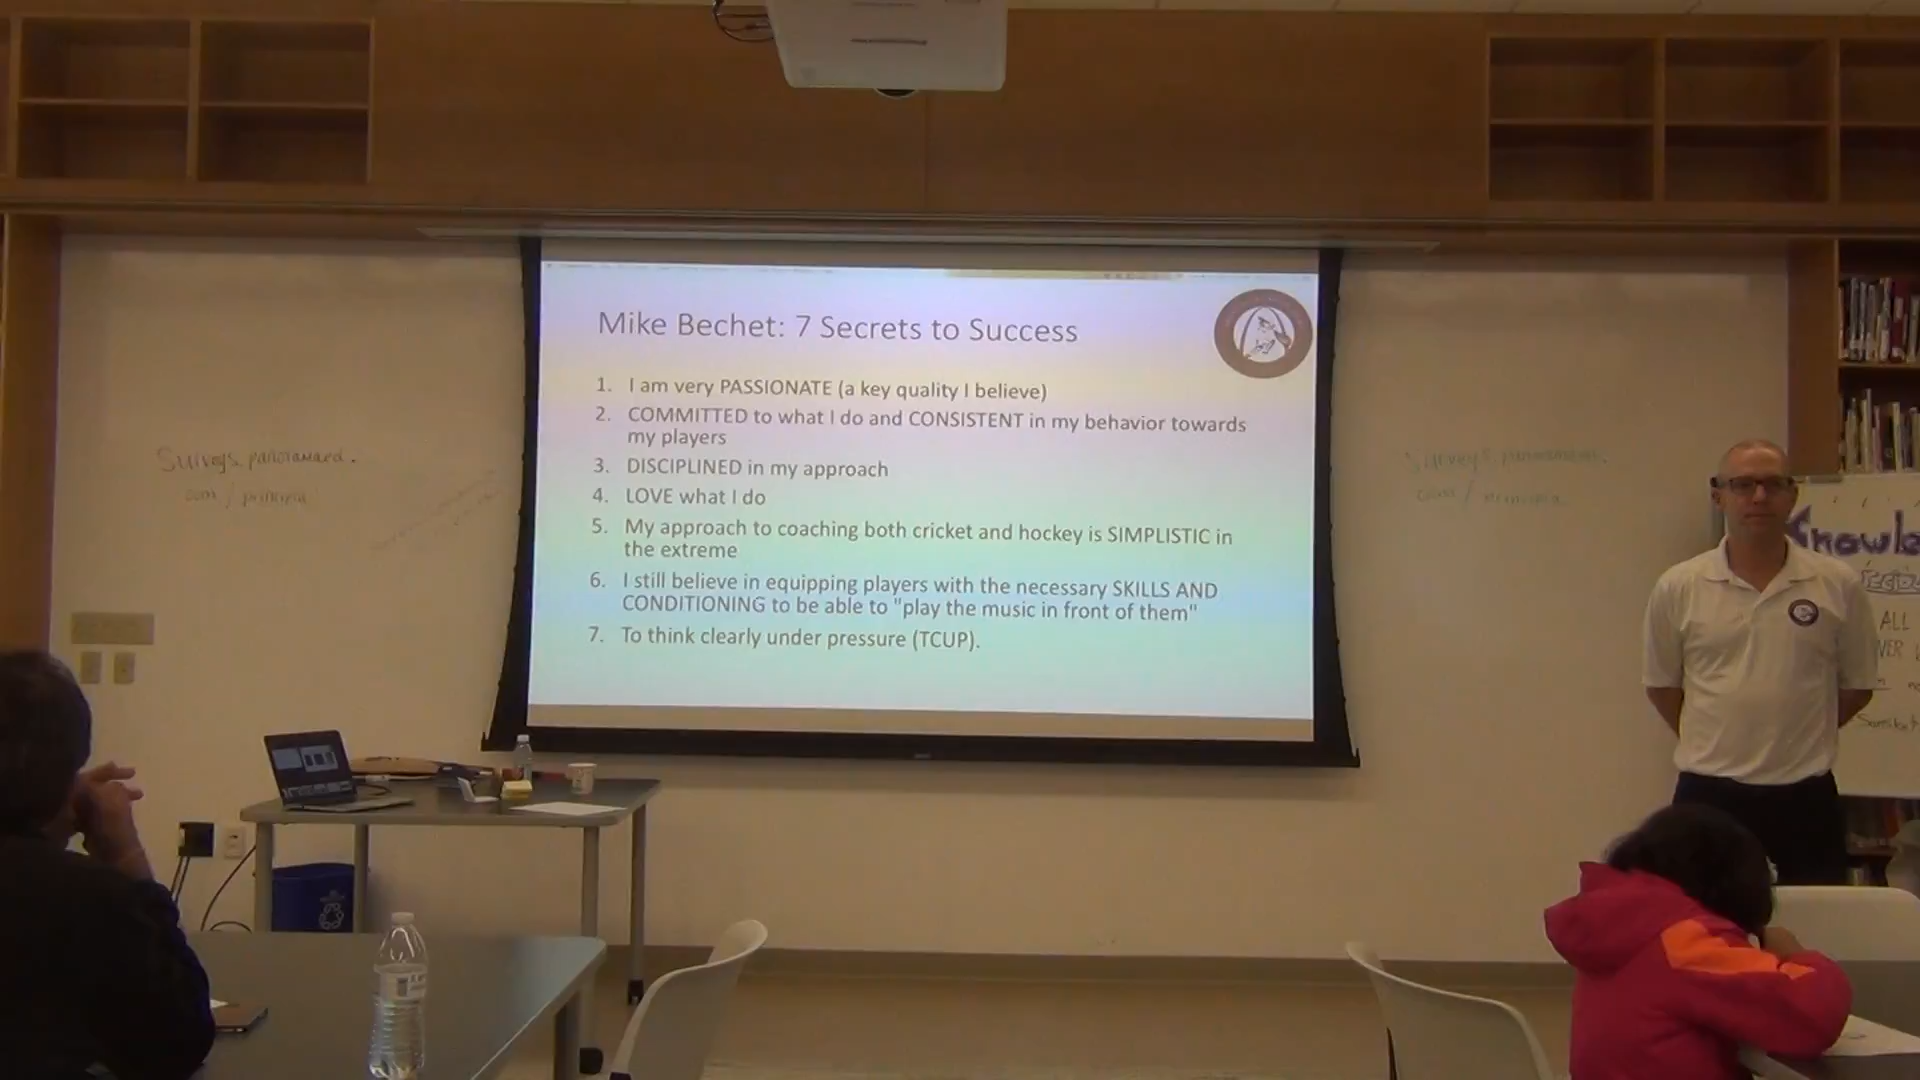 Mike Bechet: 7 Secrets to Success
1. I am very PASSIONATE (a key quality I believe)
2. COMMITTED to what I do and CONSISTENT in my behavior towards
my players
3. DISCIPLINED in my approach
4. LOVE what I do
5. My approach to coaching both cricket and hockey is SIMPLISTIC in
the extreme
6. I still believe in equipping players with the necessary SKILLS AND
CONDITIONING to be able to "play the music in front of them"
7. To think clearly under pressure (TCUP).
Surveys
Surveys
Knowle
ALL